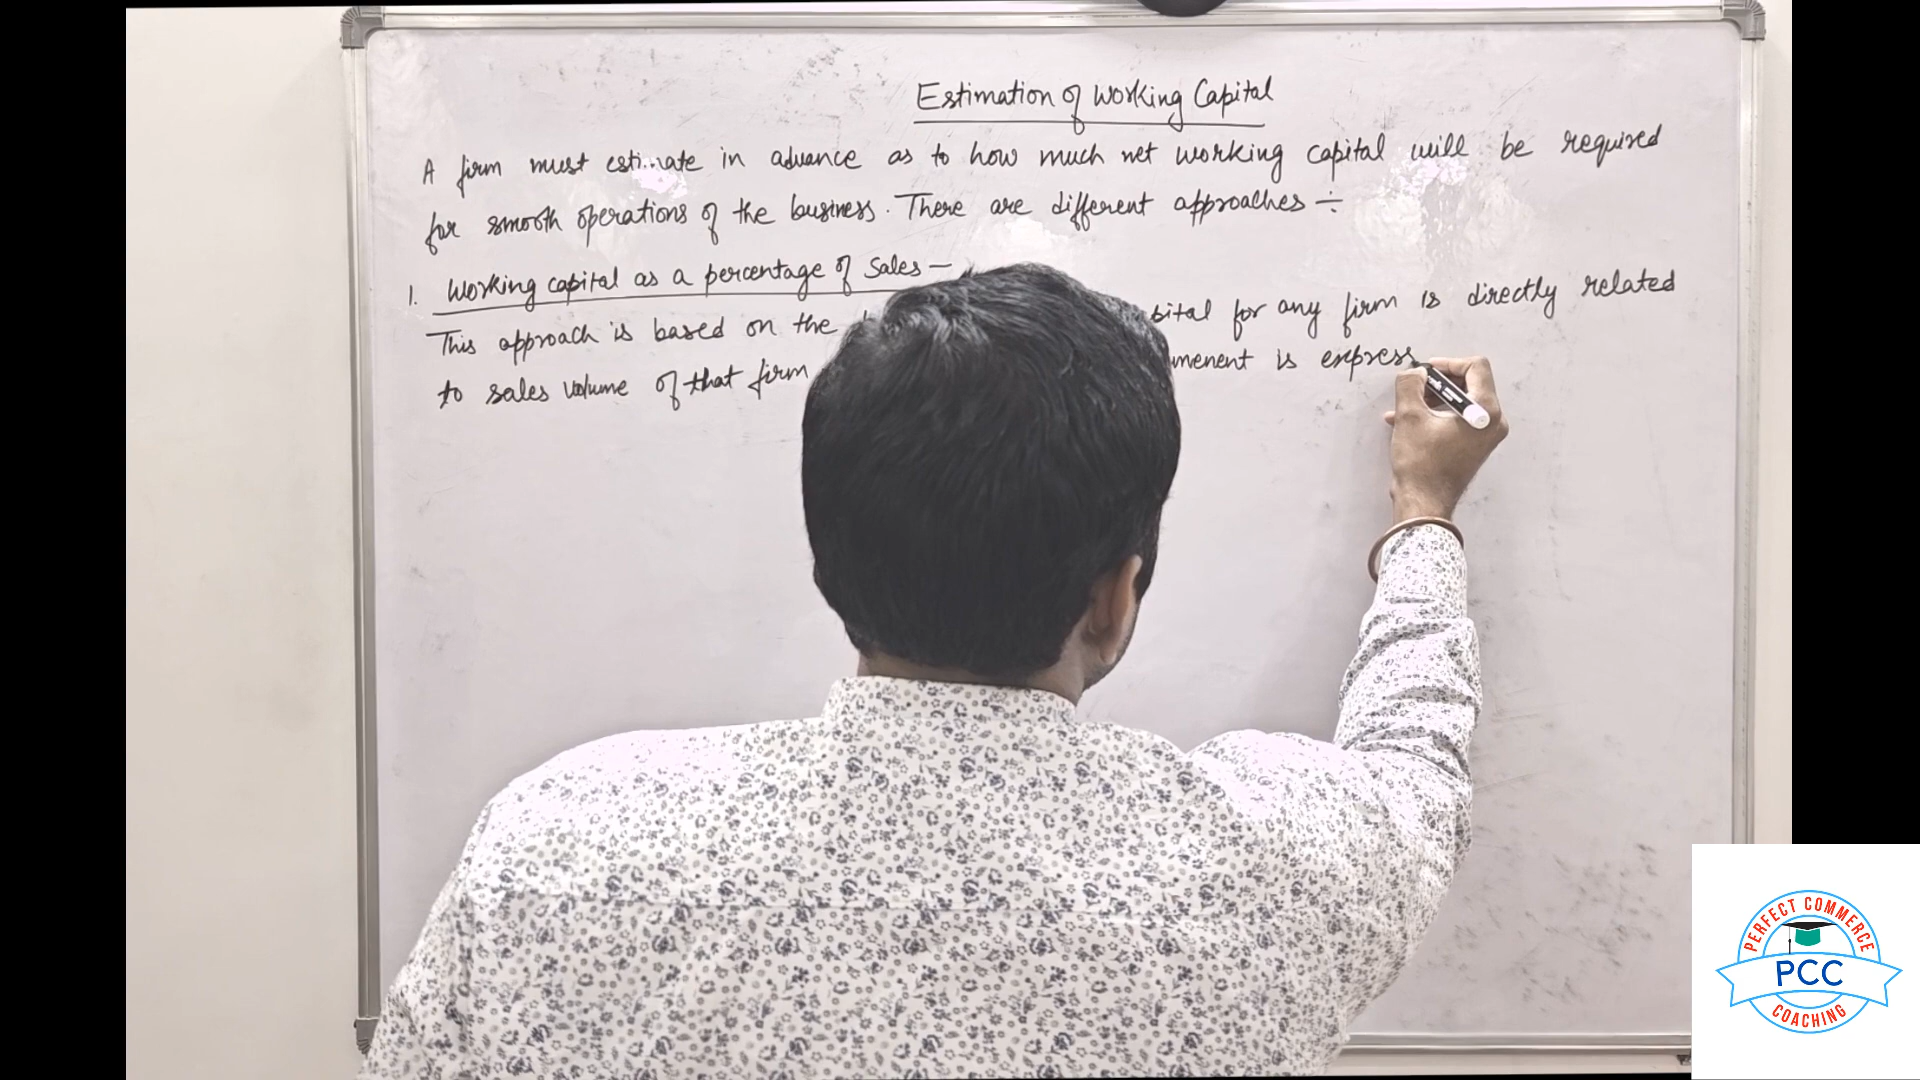 Estimation of Working Capital
A firm must estimate in advance as to how much net working capital will be required
for smooth operations of the business. There are different approaches ÷
1. Working capital as a percentage of Sales —
This approach is based on the pital for any firm is directly related
to sales volume of that firm menent is express
PERFECT COMMERCE
PCC
COACHING